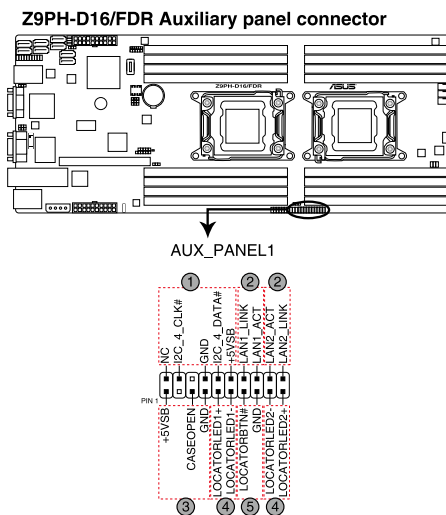 Z9PH-D16/FDR Auxiliary panel connector
Z9PH-D16/FDR
ASUS
AUX_PANEL1
1
2
2
NC
I2C_4_CLK#
GND
I2C_4_DATA#
+5VSB
LAN1_LINK
LAN1_ACT
LAN2_ACT
LAN2_LINK
PIN 1
+5VSB
CASEOPEN
GND
LOCATORLED1+
LOCATORLED1-
LOCATORBTN#
GND
LOCATORLED2-
LOCATORLED2+
3
4
5
4